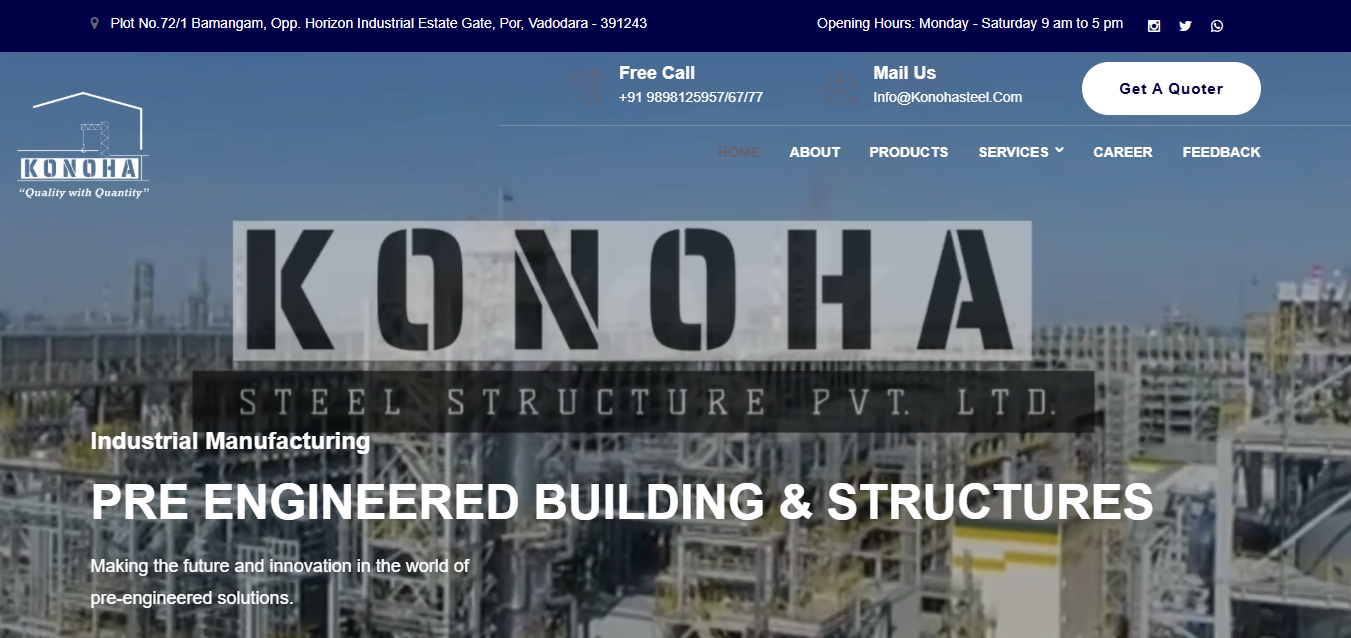 Plot No.72/1 Bamangam, Opp. Horizon Industrial Estate Gate, Por, Vadodara - 391243
Opening Hours: Monday - Saturday 9 am to 5 pm
Free Call
+91 9898125957/67/77
Mail Us
Info@Konohasteel.Com
Get A Quoter
KONOHA
“Quality with Quantity”
HOME
ABOUT
PRODUCTS
SERVICES
CAREER
FEEDBACK
KONOHA
STEEL STRUCTURE PVT. LTD.
Industrial Manufacturing
PRE ENGINEERED BUILDING & STRUCTURES
Making the future and innovation in the world of
pre-engineered solutions.